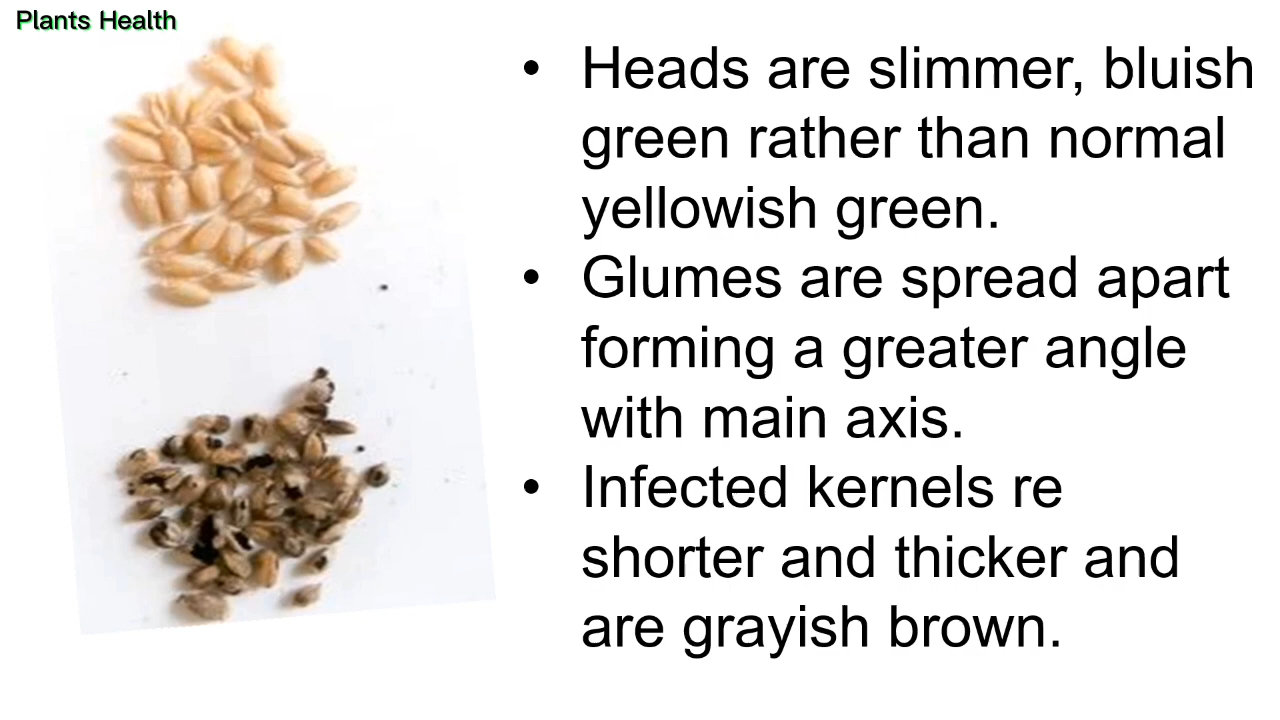 Plants Health
• Heads are slimmer, bluish
green rather than normal
yellowish green.
• Glumes are spread apart
forming a greater angle
with main axis.
• Infected kernels re
shorter and thicker and
are grayish brown.